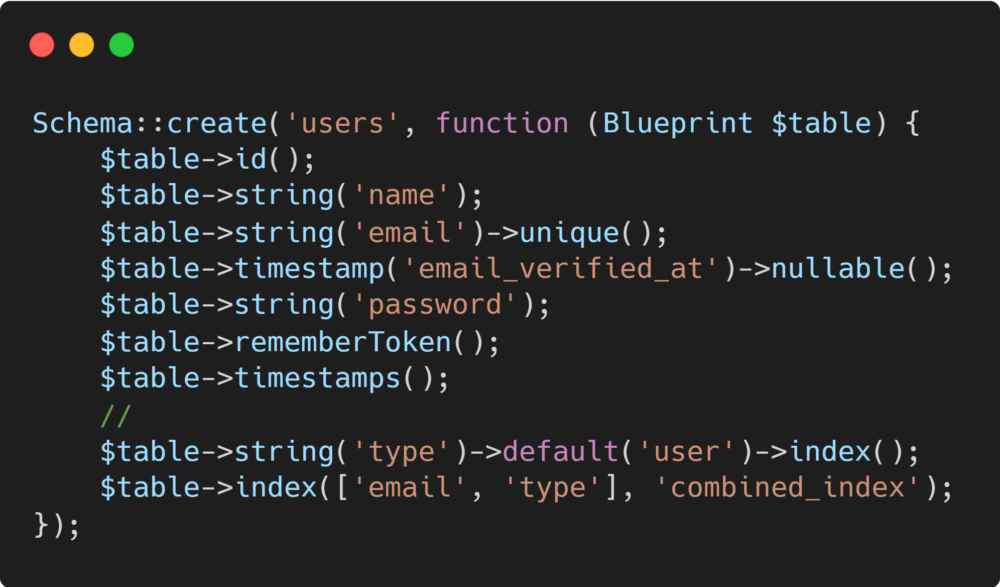 Schema::create('users', function (Blueprint $table) {
    $table->id();
    $table->string('name');
    $table->string('email')->unique();
    $table->timestamp('email_verified_at')->nullable();
    $table->string('password');
    $table->rememberToken();
    $table->timestamps();
    //
    $table->string('type')->default('user')->index();
    $table->index(['email', 'type'], 'combined_index');
});